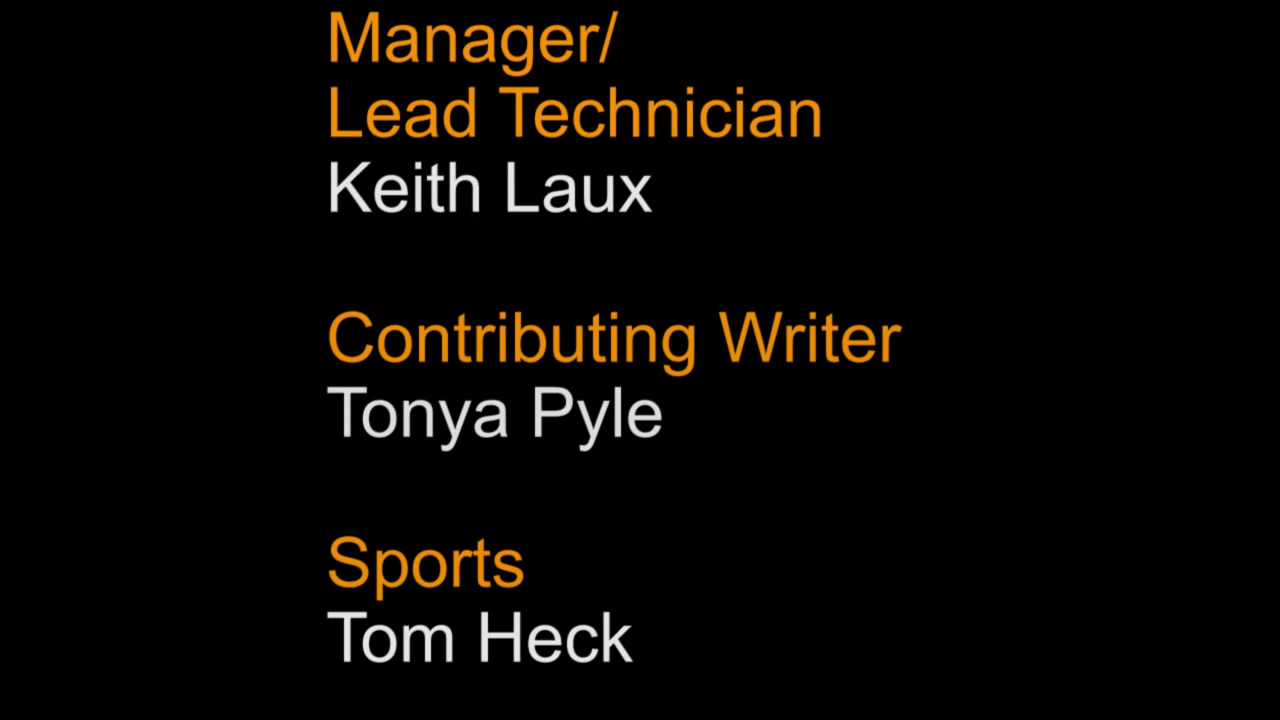 Manager/
Lead Technician
Keith Laux
Contributing Writer
Tonya Pyle
Sports
Tom Heck